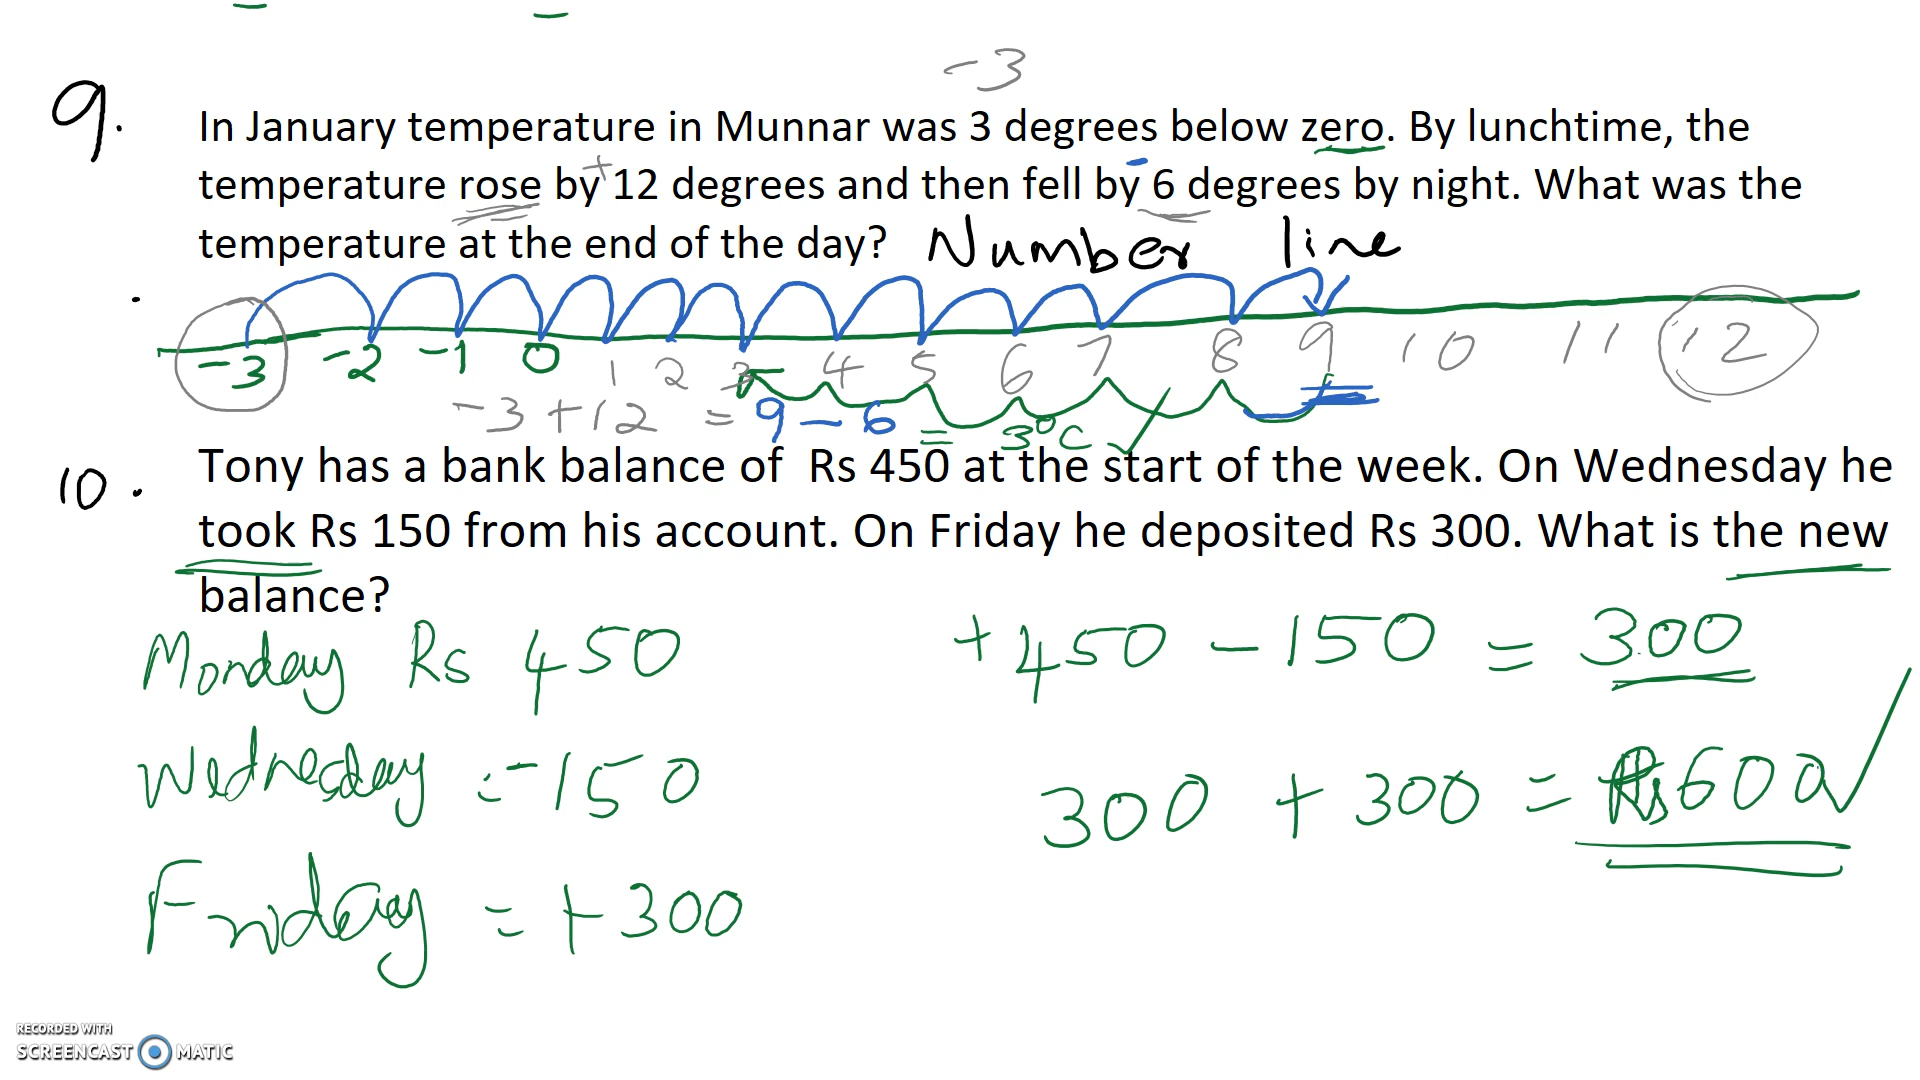 -3
9. In January temperature in Munnar was 3 degrees below zero. By lunchtime, the
+ -
temperature rose by 12 degrees and then fell by 6 degrees by night. What was the
temperature at the end of the day? Number line
-3 -2 -1 0 1 2 3 4 5 6 7 8 9 10 11 12
-3 + 12 = 9 - 6 = 3°C ✓
10. Tony has a bank balance of Rs 450 at the start of the week. On Wednesday he
took Rs 150 from his account. On Friday he deposited Rs 300. What is the new
balance?
Monday Rs 450 +450 - 150 = 300
Wednesday = -150 300 + 300 = Rs 600 ✓
Friday = +300
RECORDED WITH
SCREENCAST MATIC